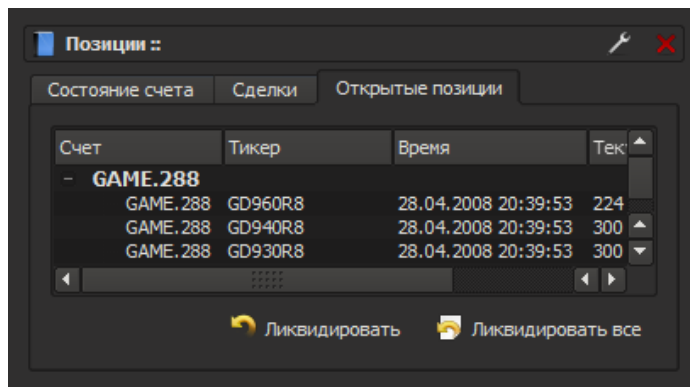 Позиции ::
Состояние счета Сделки Открытые позиции
Счет Тикер Время Тек
GAME.288
GAME.288 GD960R8 28.04.2008 20:39:53 224
GAME.288 GD940R8 28.04.2008 20:39:53 300
GAME.288 GD930R8 28.04.2008 20:39:53 300
Ликвидировать Ликвидировать все